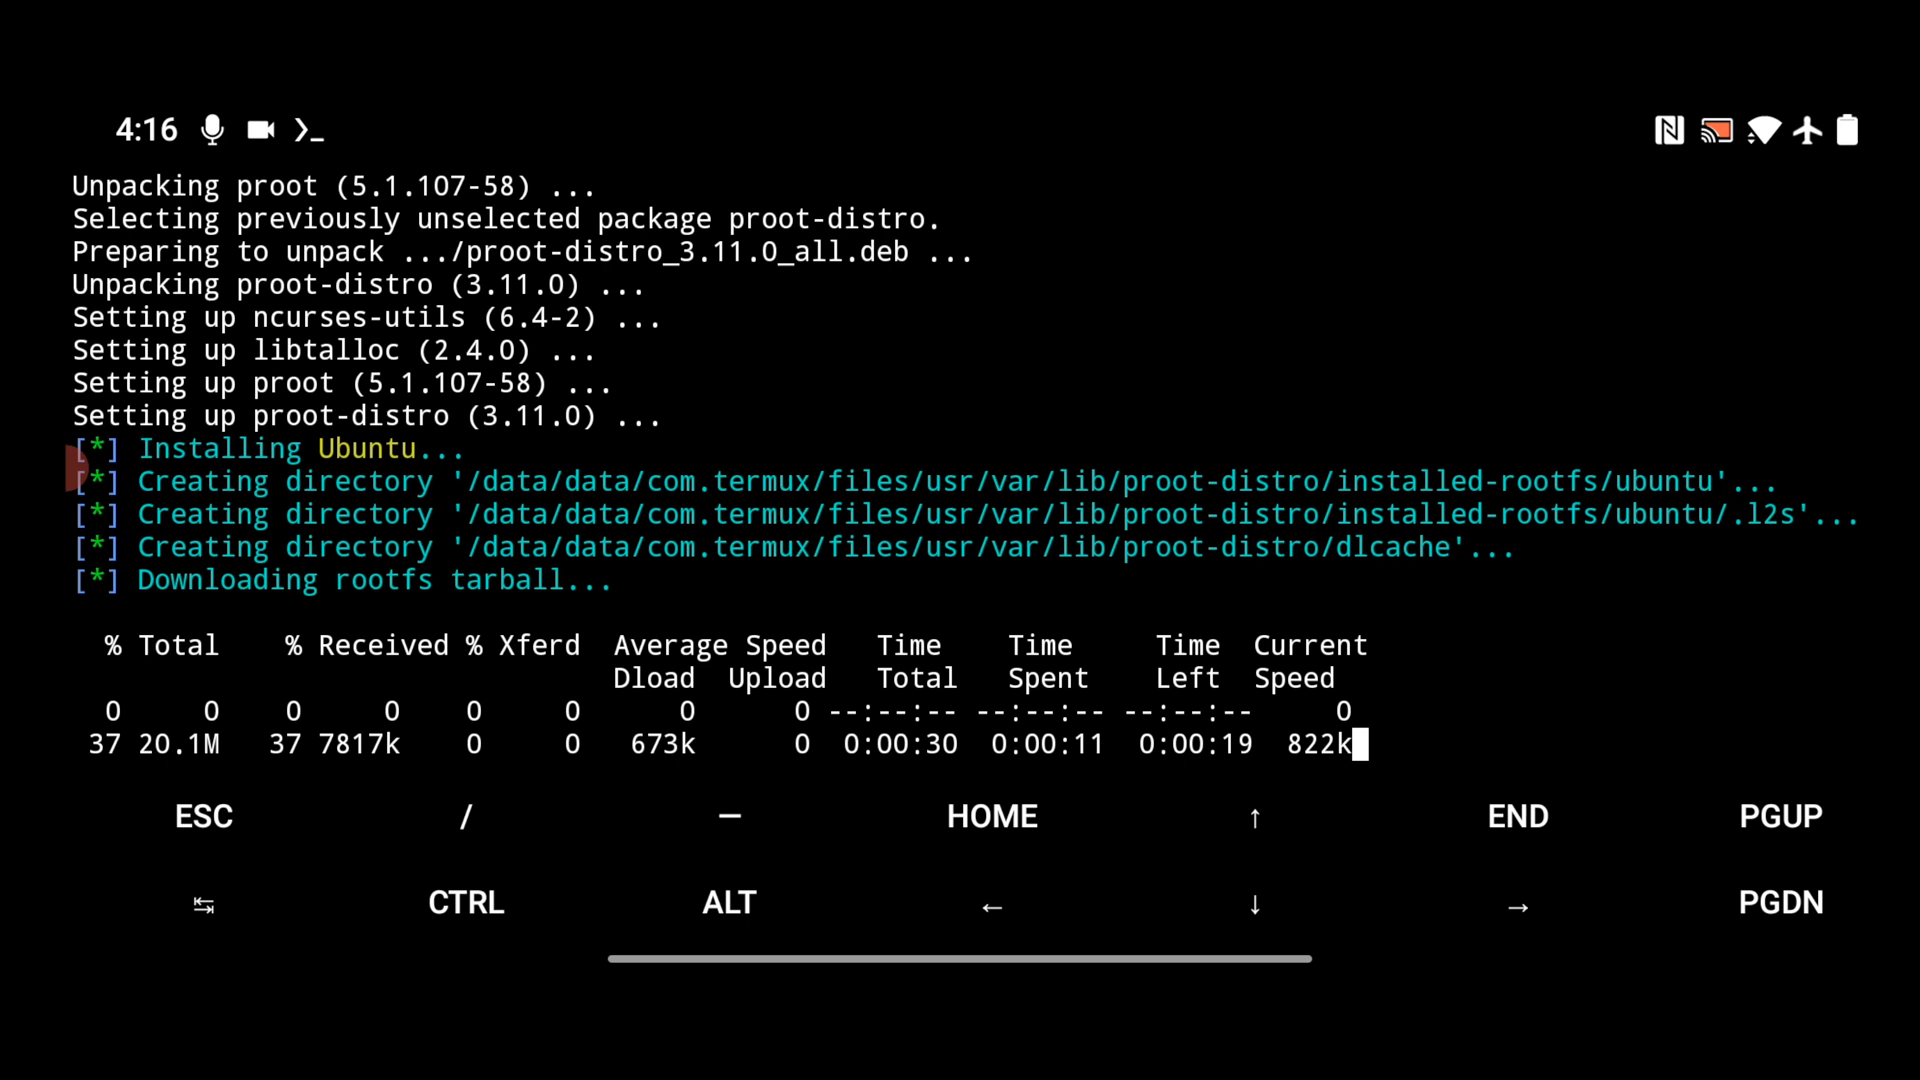 4:16
Unpacking proot (5.1.107-58) ...
Selecting previously unselected package proot-distro.
Preparing to unpack .../proot-distro_3.11.0_all.deb ...
Unpacking proot-distro (3.11.0) ...
Setting up ncurses-utils (6.4-2) ...
Setting up libtalloc (2.4.0) ...
Setting up proot (5.1.107-58) ...
Setting up proot-distro (3.11.0) ...
[*] Installing Ubuntu...
[*] Creating directory '/data/data/com.termux/files/usr/var/lib/proot-distro/installed-rootfs/ubuntu'...
[*] Creating directory '/data/data/com.termux/files/usr/var/lib/proot-distro/installed-rootfs/ubuntu/.l2s'...
[*] Creating directory '/data/data/com.termux/files/usr/var/lib/proot-distro/dlcache'...
[*] Downloading rootfs tarball...
% Total % Received % Xferd Average Speed Time Time Time Current
Dload Upload Total Spent Left Speed
0 0 0 0 0 0 0 0 --:--:-- --:--:-- --:--:-- 0
37 20.1M 37 7817k 0 0 673k 0 0:00:30 0:00:11 0:00:19 822k
ESC / — HOME ↑ END PGUP
↹ CTRL ALT ← ↓ → PGDN